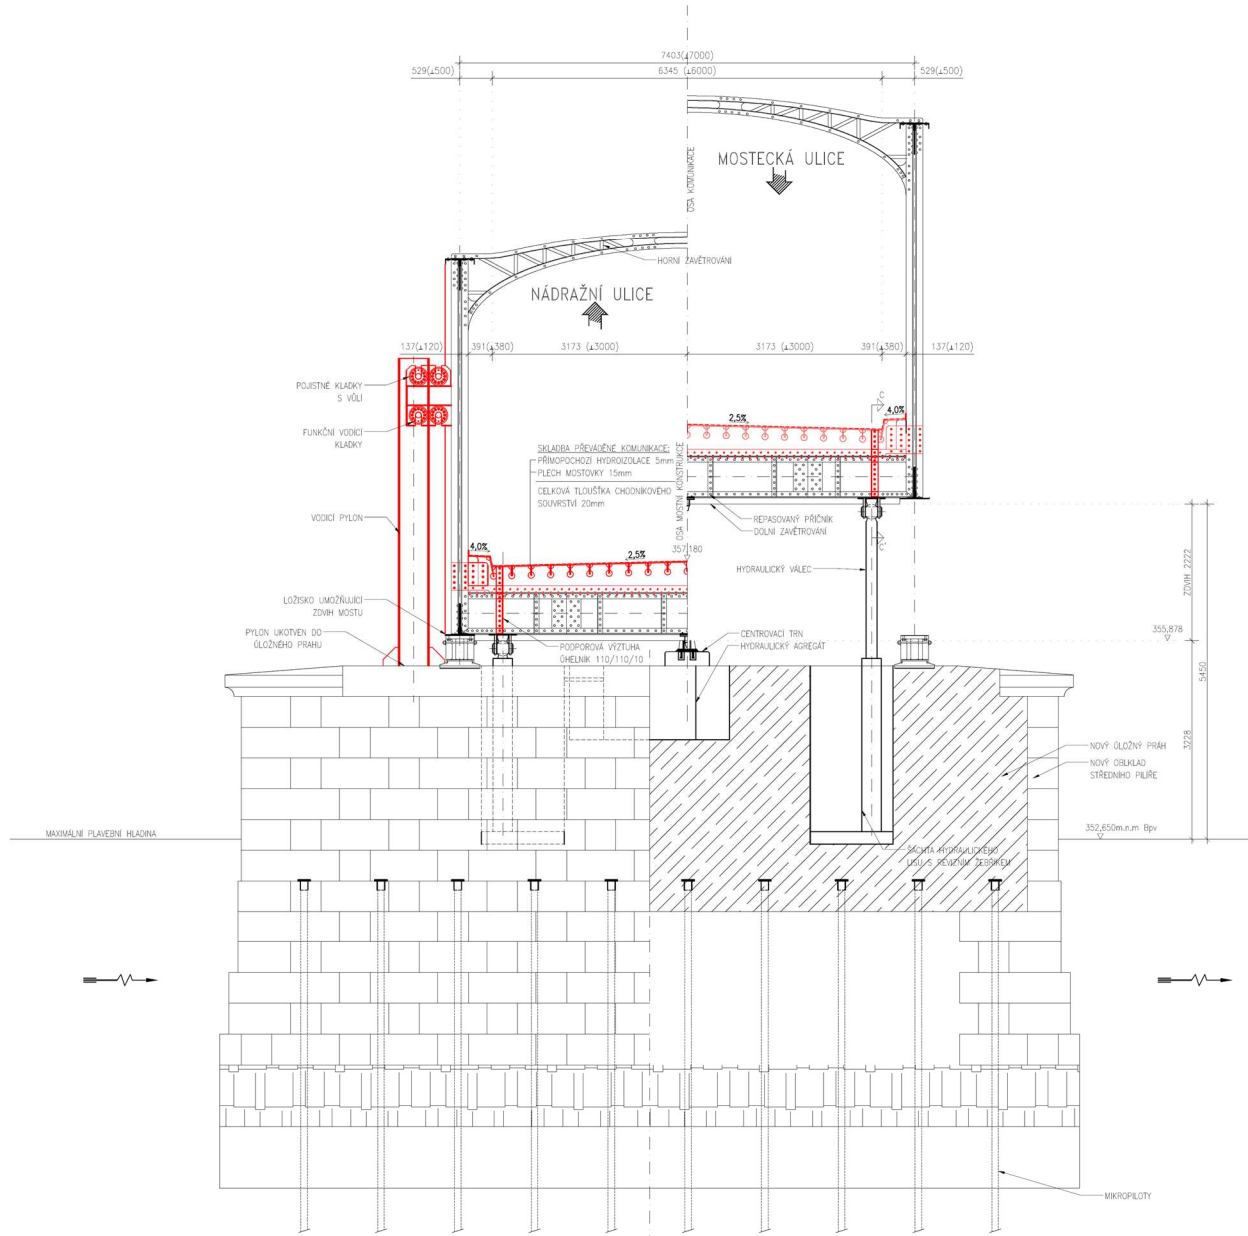 7403(⊥7000)
529(⊥500)
6345 (⊥6000)
529(⊥500)
OSA KOMUNIKACE
MOSTECKÁ ULICE
HORNÍ ZAVĚTROVÁNÍ
NÁDRAŽNÍ ULICE
137(⊥120)
391(⊥380)
3173 (⊥3000)
3173 (⊥3000)
391(⊥380)
137(⊥120)
POJISTNÉ KLADKY
S VŮLÍ
FUNKČNÍ VODÍCÍ
KLADKY
2,5%
4,0%
SKLADBA PŘEVÁDĚNÉ KOMUNIKACE:
PŘÍMOPOCHOZÍ HYDROIZOLACE 5mm
PLECH MOSTOVKY 15mm
CELKOVÁ TLOUŠŤKA CHODNÍKOVÉHO
SOUVRSTVÍ 20mm
OSA MOSTNÍ KONSTRUKCE
VODÍCÍ PYLON
REPASOVANÝ PŘÍČNÍK
DOLNÍ ZAVĚTROVÁNÍ
357,180
4,0%
2,5%
HYDRAULICKÝ VÁLEC
ZDVIH 2222
LOŽISKO UMOŽŇUJÍCÍ
ZDVIH MOSTU
PYLON UKOTVEN DO
ÚLOŽNÉHO PRAHU
PODPOROVÁ VÝZTUHA
ÚHELNÍK 110/110/10
CENTROVACÍ TRN
HYDRAULICKÝ AGREGÁT
355,878
5450
3228
NOVÝ ÚLOŽNÝ PRÁH
NOVÝ OBLKLAD
STŘEDNÍHO PILÍŘE
MAXIMÁLNÍ PLAVEBNÍ HLADINA
352,650m.n.m Bpv
ŠACHTA HYDRAULICKÉHO
LISU S REVIZNÍM ŽEBŘÍKEM
MIKROPILOTY